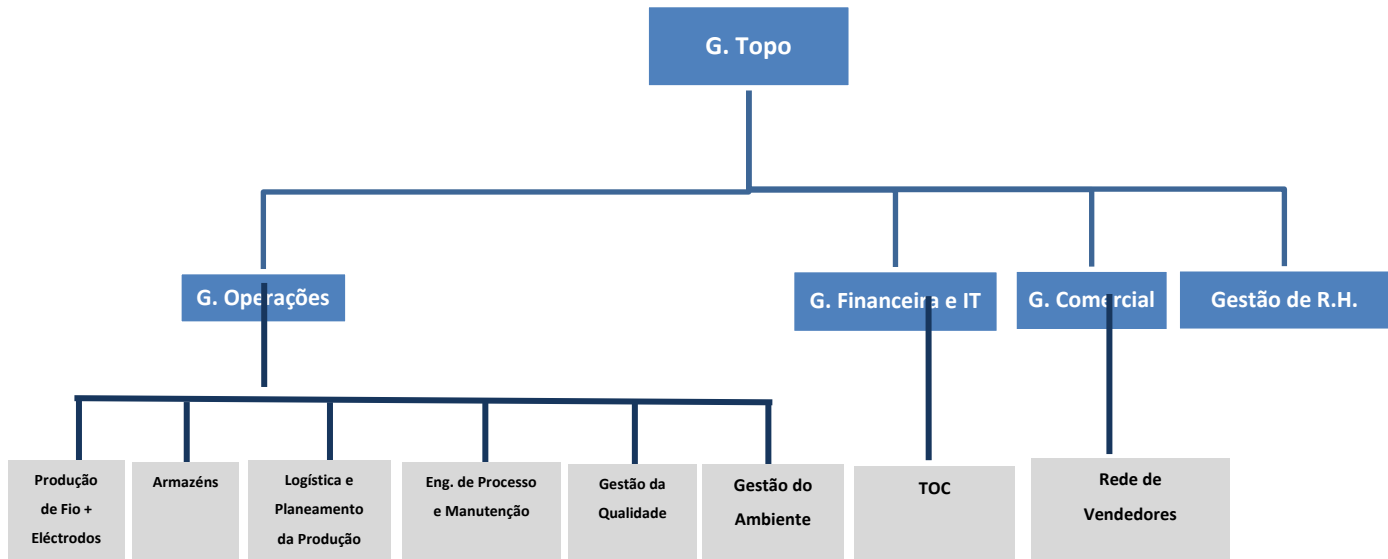 G. Topo
G. Operações
G. Financeira e IT
G. Comercial
Gestão de R.H.
Produção
de Fio +
Eléctrodos
Armazéns
Logística e
Planeamento
da Produção
Eng. de Processo
e Manutenção
Gestão da
Qualidade
Gestão do
Ambiente
TOC
Rede de
Vendedores